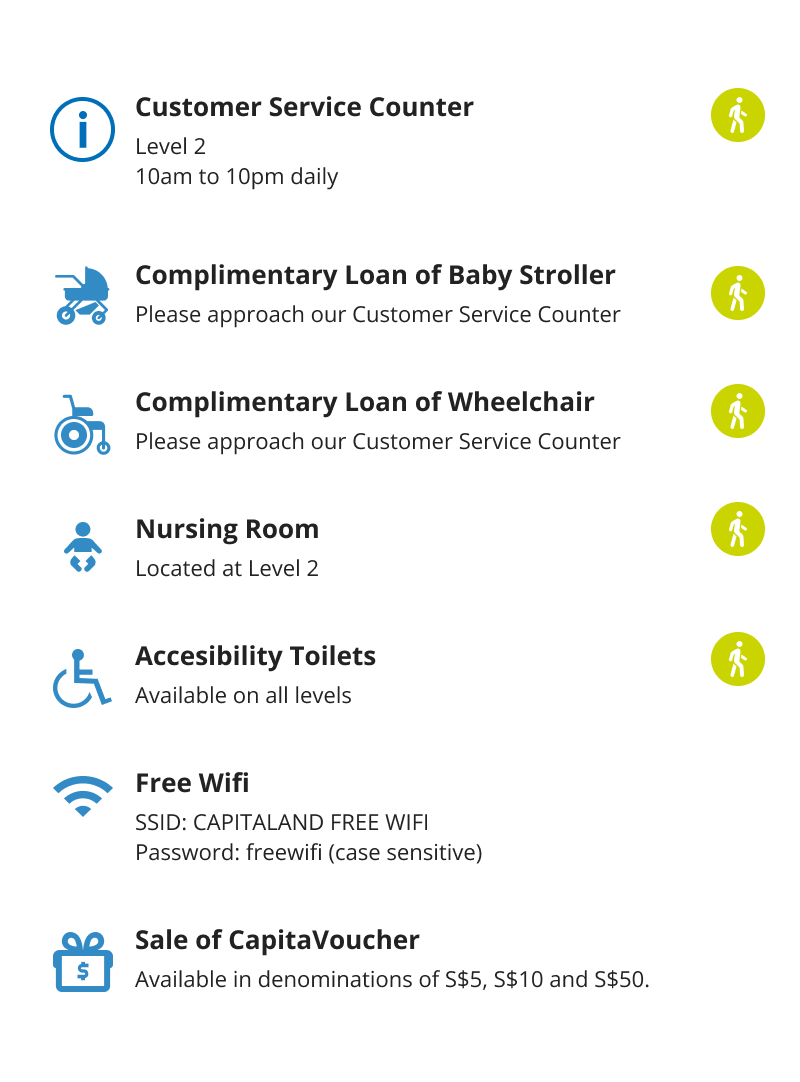 Customer Service Counter
Level 2
10am to 10pm daily
Complimentary Loan of Baby Stroller
Please approach our Customer Service Counter
Complimentary Loan of Wheelchair
Please approach our Customer Service Counter
Nursing Room
Located at Level 2
Accesibility Toilets
Available on all levels
Free Wifi
SSID: CAPITALAND FREE WIFI
Password: freewifi (case sensitive)
Sale of CapitaVoucher
$
Available in denominations of S$5, S$10 and S$50.